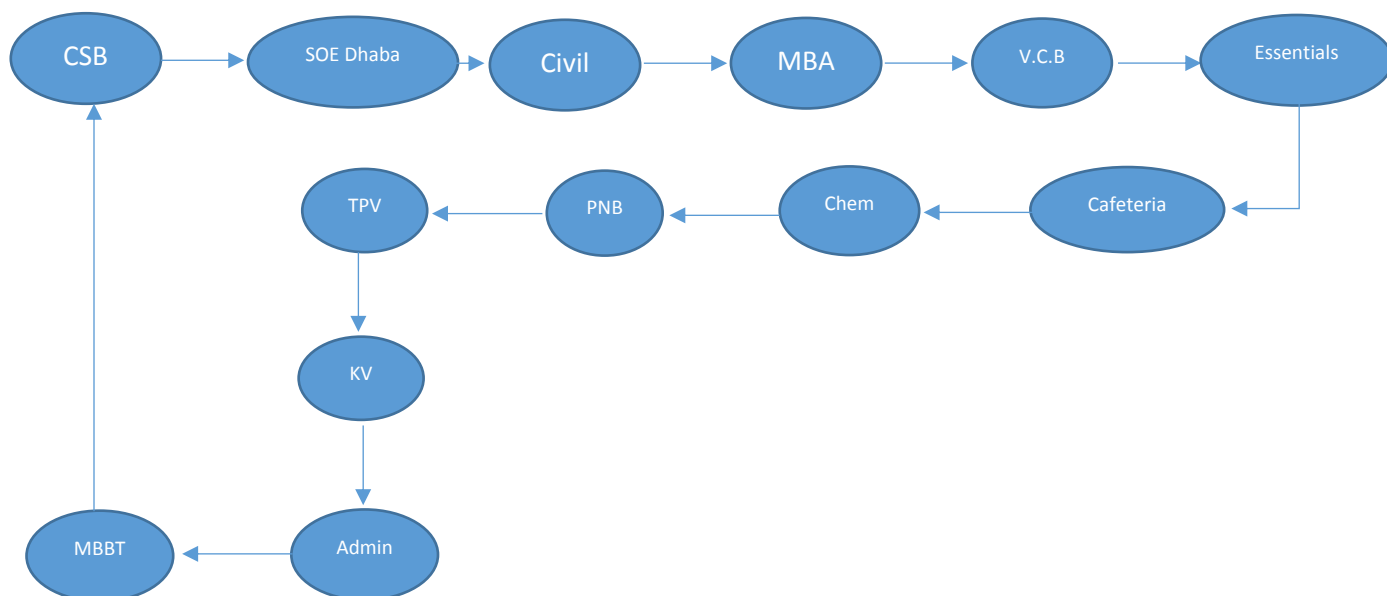 CSB
SOE Dhaba
Civil
MBA
V.C.B
Essentials
TPV
PNB
Chem
Cafeteria
KV
MBBT
Admin